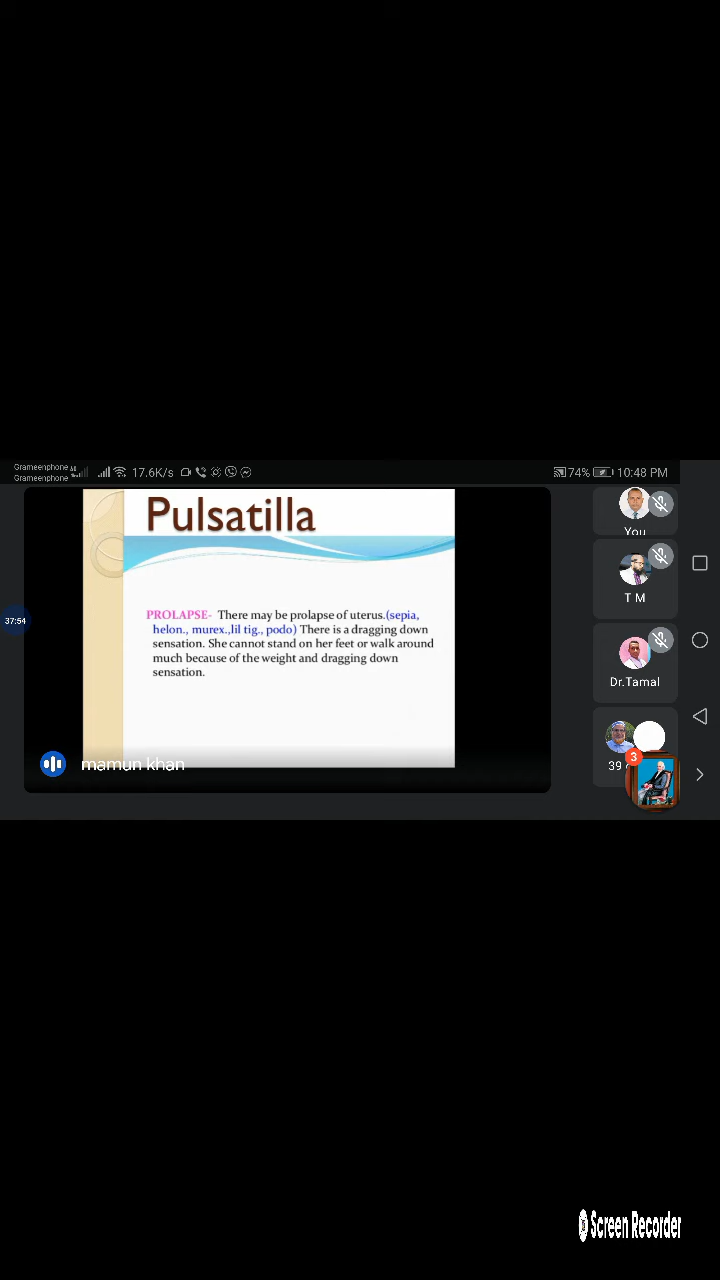 Grameenphone
Grameenphone
17.6K/s
74%
10:48 PM
Pulsatilla
You
T M
37:54
PROLAPSE- There may be prolapse of uterus.(sepia,
helon., murex.,lil tig., podo) There is a dragging down
sensation. She cannot stand on her feet or walk around
much because of the weight and dragging down
sensation.
Dr.Tamal
mamun khan
39
3
Screen Recorder